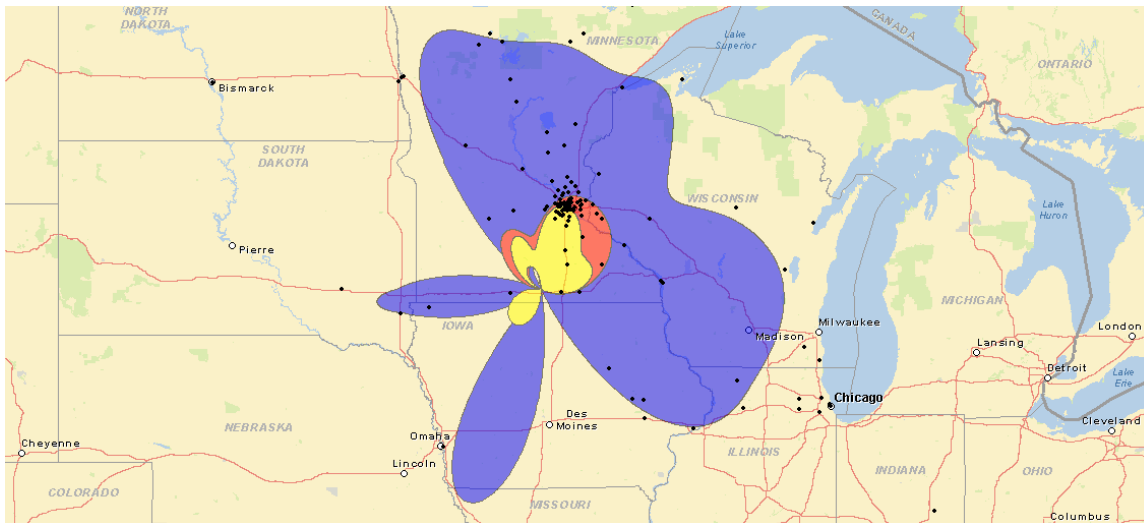 NORTH
DAKOTA
MINNESOTA
Lake
Superior
CANADA
ONTARIO
Bismarck
SOUTH
DAKOTA
WISCONSIN
Lake
Huron
Pierre
MICHIGAN
IOWA
Madison
Milwaukee
London
Lansing
Detroit
Lake
Erie
Chicago
Des
Moines
Cleveland
NEBRASKA
Omaha
Cheyenne
Lincoln
ILLINOIS
INDIANA
OHIO
COLORADO
MISSOURI
Columbus